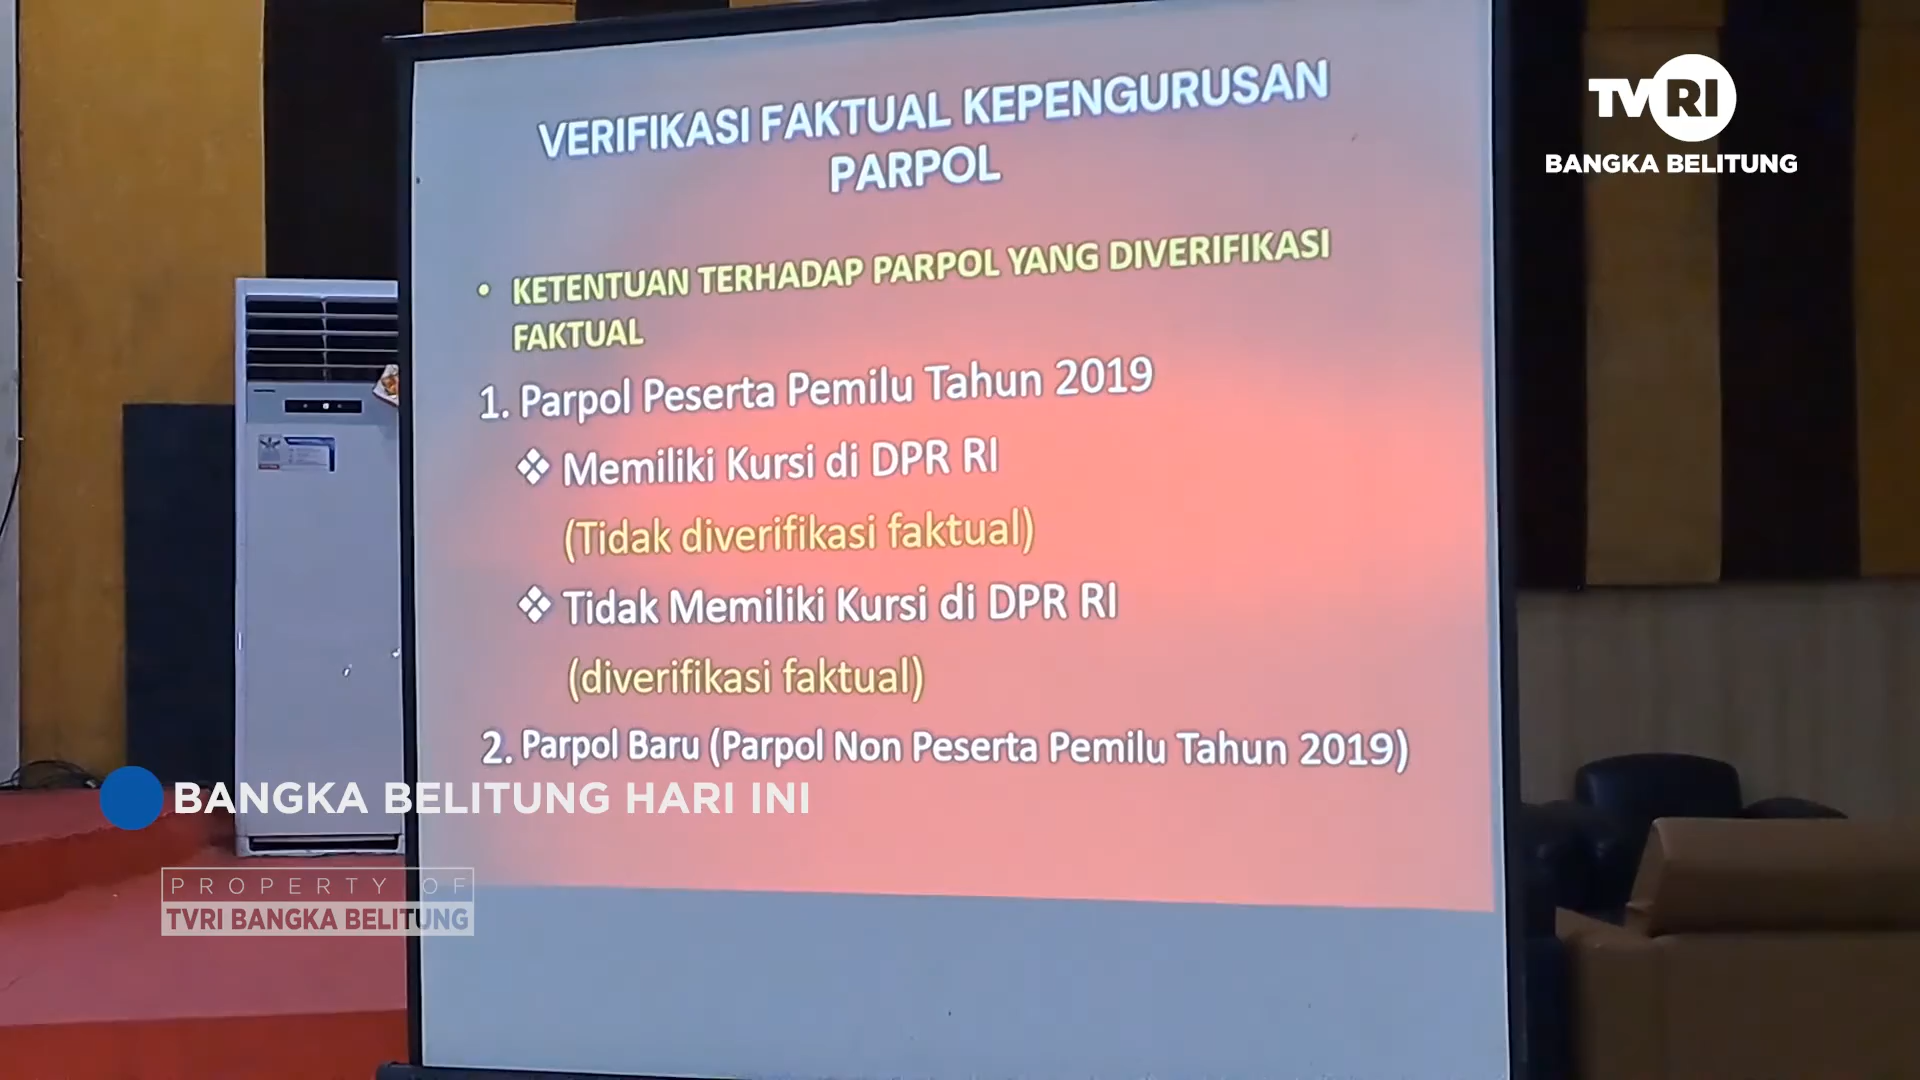 VERIFIKASI FAKTUAL KEPENGURUSAN
PARPOL
• KETENTUAN TERHADAP PARPOL YANG DIVERIFIKASI
FAKTUAL
1. Parpol Peserta Pemilu Tahun 2019
❖ Memiliki Kursi di DPR RI
(Tidak diverifikasi faktual)
❖ Tidak Memiliki Kursi di DPR RI
(diverifikasi faktual)
2. Parpol Baru (Parpol Non Peserta Pemilu Tahun 2019)
TVRI
BANGKA BELITUNG
BANGKA BELITUNG HARI INI
PROPERTY OF
TVRI BANGKA BELITUNG